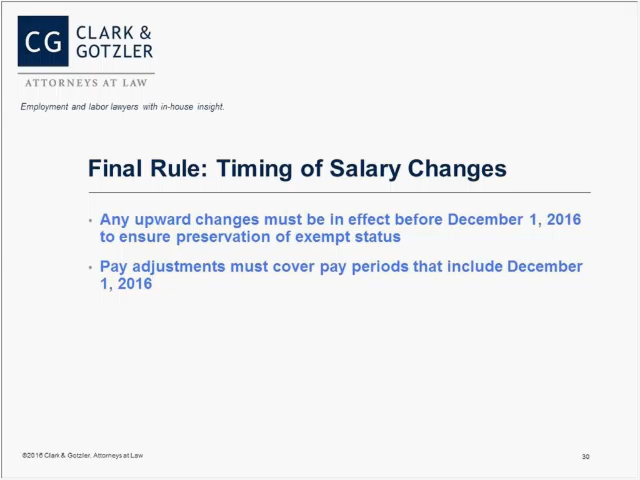 CG
CLARK &
GOTZLER
ATTORNEYS AT LAW
Employment and labor lawyers with in-house insight.
Final Rule: Timing of Salary Changes
• Any upward changes must be in effect before December 1, 2016
to ensure preservation of exempt status
• Pay adjustments must cover pay periods that include December
1, 2016
©2016 Clark & Gotzler, Attorneys at Law
30